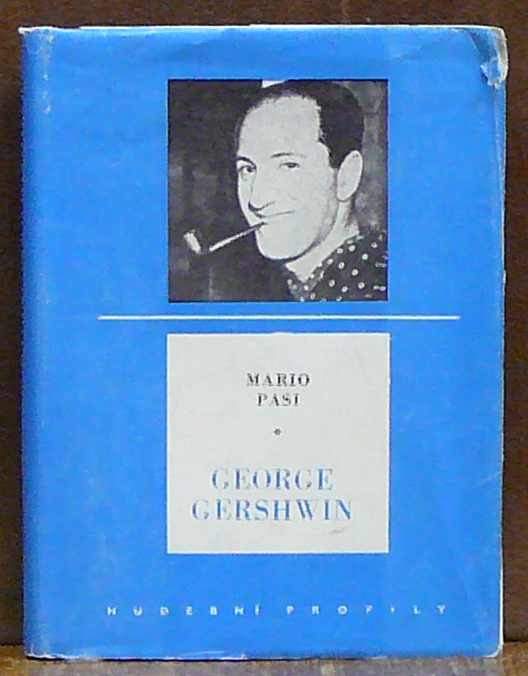 MARIO
PASI
GEORGE
GERSHWIN
HUDEBNÍ PROFILY